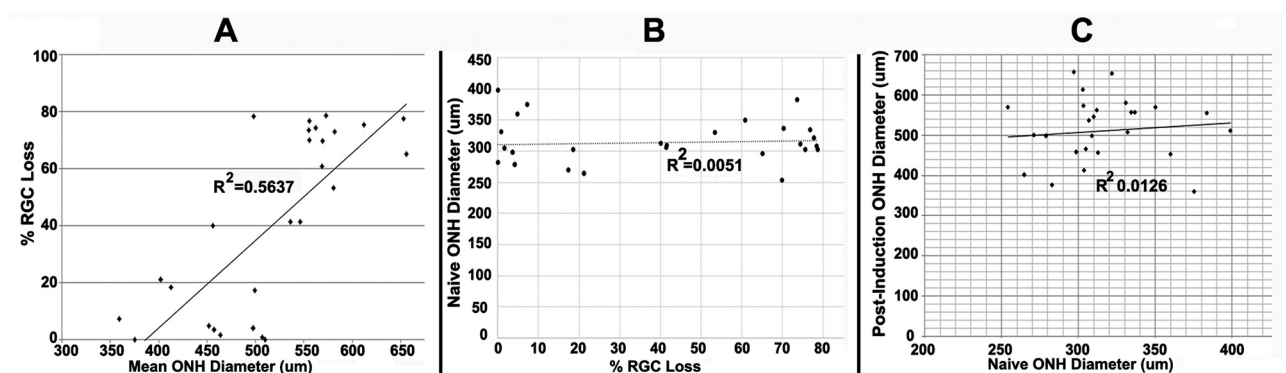 A
100
80
60
40
20
0
% RGC Loss
R2=0.5637
300 350 400 450 500 550 600 650
Mean ONH Diameter (um)
B
450
400
350
300
250
200
150
100
50
0
Naive ONH Diameter (um)
R2=0.0051
0 10 20 30 40 50 60 70 80
% RGC Loss
C
700
600
500
400
300
200
100
0
Post-Induction ONH Diameter (um)
R2 0.0126
200 250 300 350 400
Naive ONH Diameter (um)